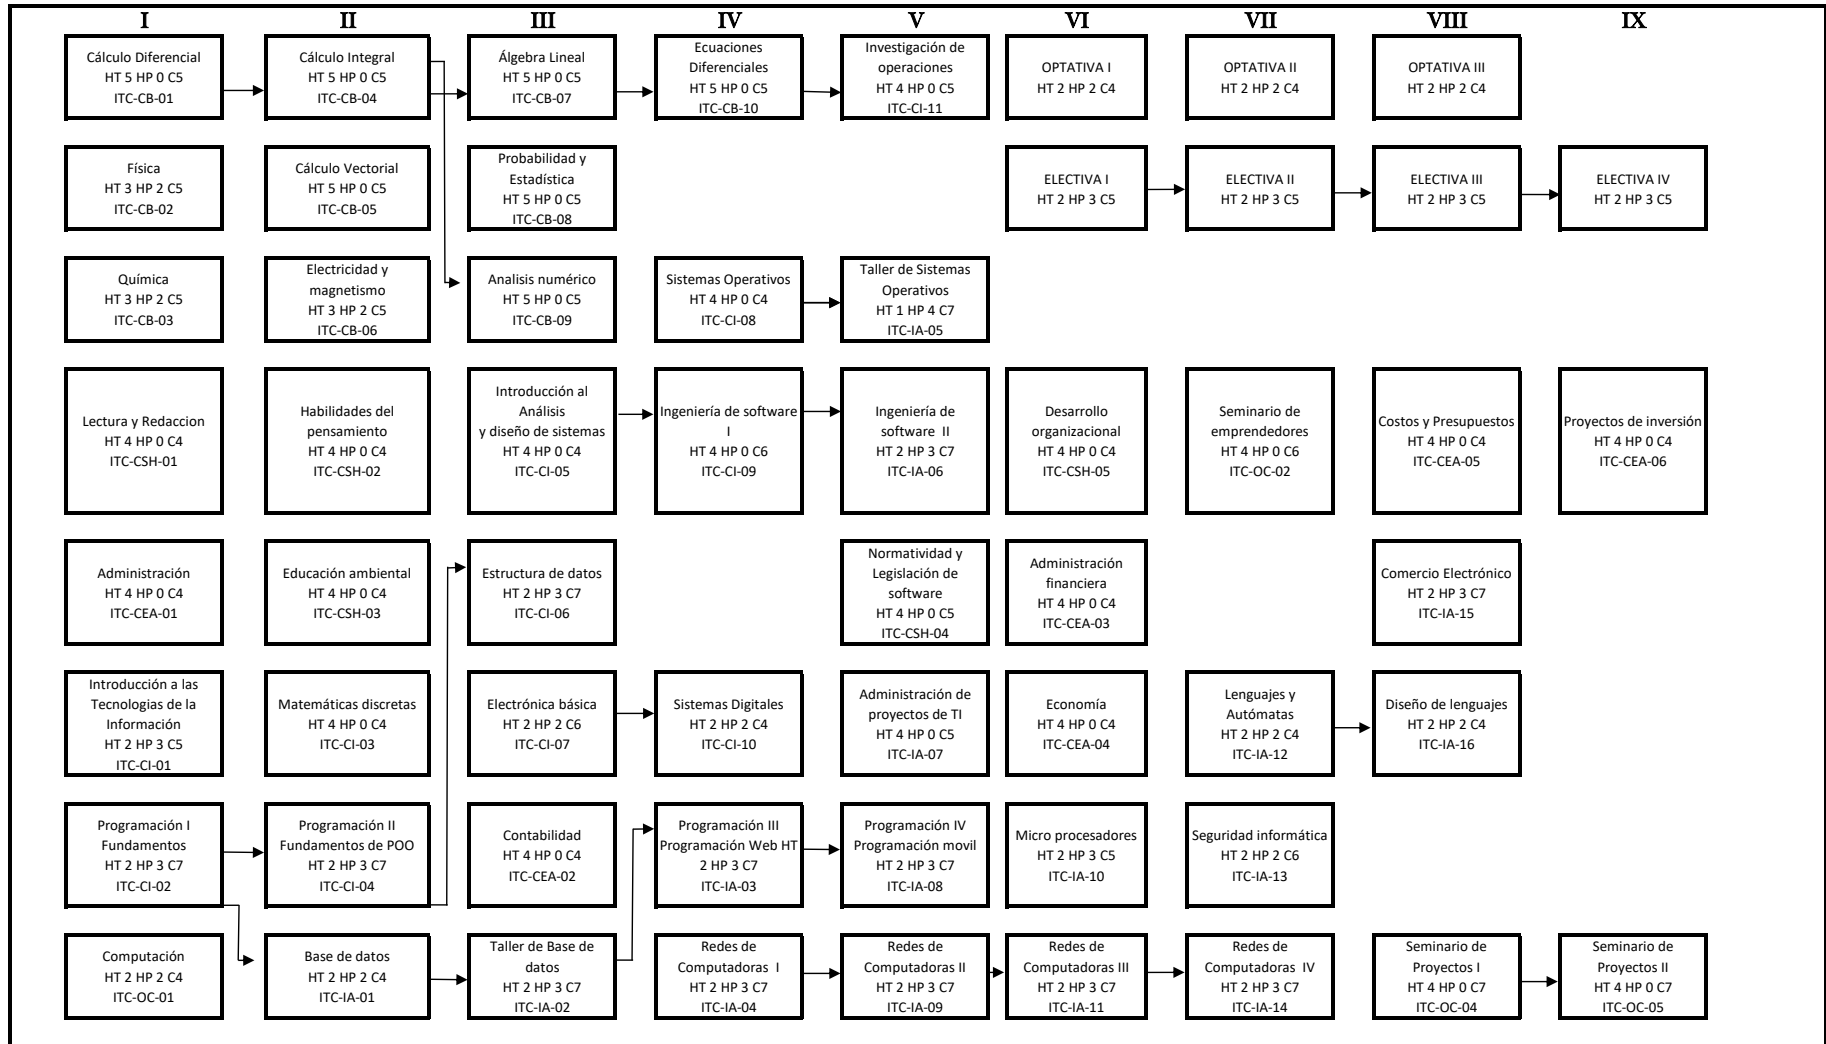 I II III IV V VI VII VIII IX
Cálculo Diferencial
HT 5 HP 0 C5
ITC-CB-01
Cálculo Integral
HT 5 HP 0 C5
ITC-CB-04
Álgebra Lineal
HT 5 HP 0 C5
ITC-CB-07
Ecuaciones
Diferenciales
HT 5 HP 0 C5
ITC-CB-10
Investigación de
operaciones
HT 4 HP 0 C5
ITC-CI-11
OPTATIVA I
HT 2 HP 2 C4
OPTATIVA II
HT 2 HP 2 C4
OPTATIVA III
HT 2 HP 2 C4
Física
HT 3 HP 2 C5
ITC-CB-02
Cálculo Vectorial
HT 5 HP 0 C5
ITC-CB-05
Probabilidad y
Estadística
HT 5 HP 0 C5
ITC-CB-08
ELECTIVA I
HT 2 HP 3 C5
ELECTIVA II
HT 2 HP 3 C5
ELECTIVA III
HT 2 HP 3 C5
ELECTIVA IV
HT 2 HP 3 C5
Química
HT 3 HP 2 C5
ITC-CB-03
Electricidad y
magnetismo
HT 3 HP 2 C5
ITC-CB-06
Analisis numérico
HT 5 HP 0 C5
ITC-CB-09
Sistemas Operativos
HT 4 HP 0 C4
ITC-CI-08
Taller de Sistemas
Operativos
HT 1 HP 4 C7
ITC-IA-05
Lectura y Redaccion
HT 4 HP 0 C4
ITC-CSH-01
Habilidades del
pensamiento
HT 4 HP 0 C4
ITC-CSH-02
Introducción al
Análisis
y diseño de sistemas
HT 4 HP 0 C4
ITC-CI-05
Ingeniería de software
I
HT 4 HP 0 C6
ITC-CI-09
Ingeniería de
software II
HT 2 HP 3 C7
ITC-IA-06
Desarrollo
organizacional
HT 4 HP 0 C4
ITC-CSH-05
Seminario de
emprendedores
HT 4 HP 0 C6
ITC-OC-02
Costos y Presupuestos
HT 4 HP 0 C4
ITC-CEA-05
Proyectos de inversión
HT 4 HP 0 C4
ITC-CEA-06
Administración
HT 4 HP 0 C4
ITC-CEA-01
Educación ambiental
HT 4 HP 0 C4
ITC-CSH-03
Estructura de datos
HT 2 HP 3 C7
ITC-CI-06
Normatividad y
Legislación de
software
HT 4 HP 0 C5
ITC-CSH-04
Administración
financiera
HT 4 HP 0 C4
ITC-CEA-03
Comercio Electrónico
HT 2 HP 3 C7
ITC-IA-15
Introducción a las
Tecnologias de la
Información
HT 2 HP 3 C5
ITC-CI-01
Matemáticas discretas
HT 4 HP 0 C4
ITC-CI-03
Electrónica básica
HT 2 HP 2 C6
ITC-CI-07
Sistemas Digitales
HT 2 HP 2 C4
ITC-CI-10
Administración de
proyectos de TI
HT 4 HP 0 C5
ITC-IA-07
Economía
HT 4 HP 0 C4
ITC-CEA-04
Lenguajes y
Autómatas
HT 2 HP 2 C4
ITC-IA-12
Diseño de lenguajes
HT 2 HP 2 C4
ITC-IA-16
Programación I
Fundamentos
HT 2 HP 3 C7
ITC-CI-02
Programación II
Fundamentos de POO
HT 2 HP 3 C7
ITC-CI-04
Contabilidad
HT 4 HP 0 C4
ITC-CEA-02
Programación III
Programación Web HT
2 HP 3 C7
ITC-IA-03
Programación IV
Programación movil
HT 2 HP 3 C7
ITC-IA-08
Micro procesadores
HT 2 HP 3 C5
ITC-IA-10
Seguridad informática
HT 2 HP 2 C6
ITC-IA-13
Computación
HT 2 HP 2 C4
ITC-OC-01
Base de datos
HT 2 HP 2 C4
ITC-IA-01
Taller de Base de
datos
HT 2 HP 3 C7
ITC-IA-02
Redes de
Computadoras I
HT 2 HP 3 C7
ITC-IA-04
Redes de
Computadoras II
HT 2 HP 3 C7
ITC-IA-09
Redes de
Computadoras III
HT 2 HP 3 C7
ITC-IA-11
Redes de
Computadoras IV
HT 2 HP 3 C7
ITC-IA-14
Seminario de
Proyectos I
HT 4 HP 0 C7
ITC-OC-04
Seminario de
Proyectos II
HT 4 HP 0 C7
ITC-OC-05